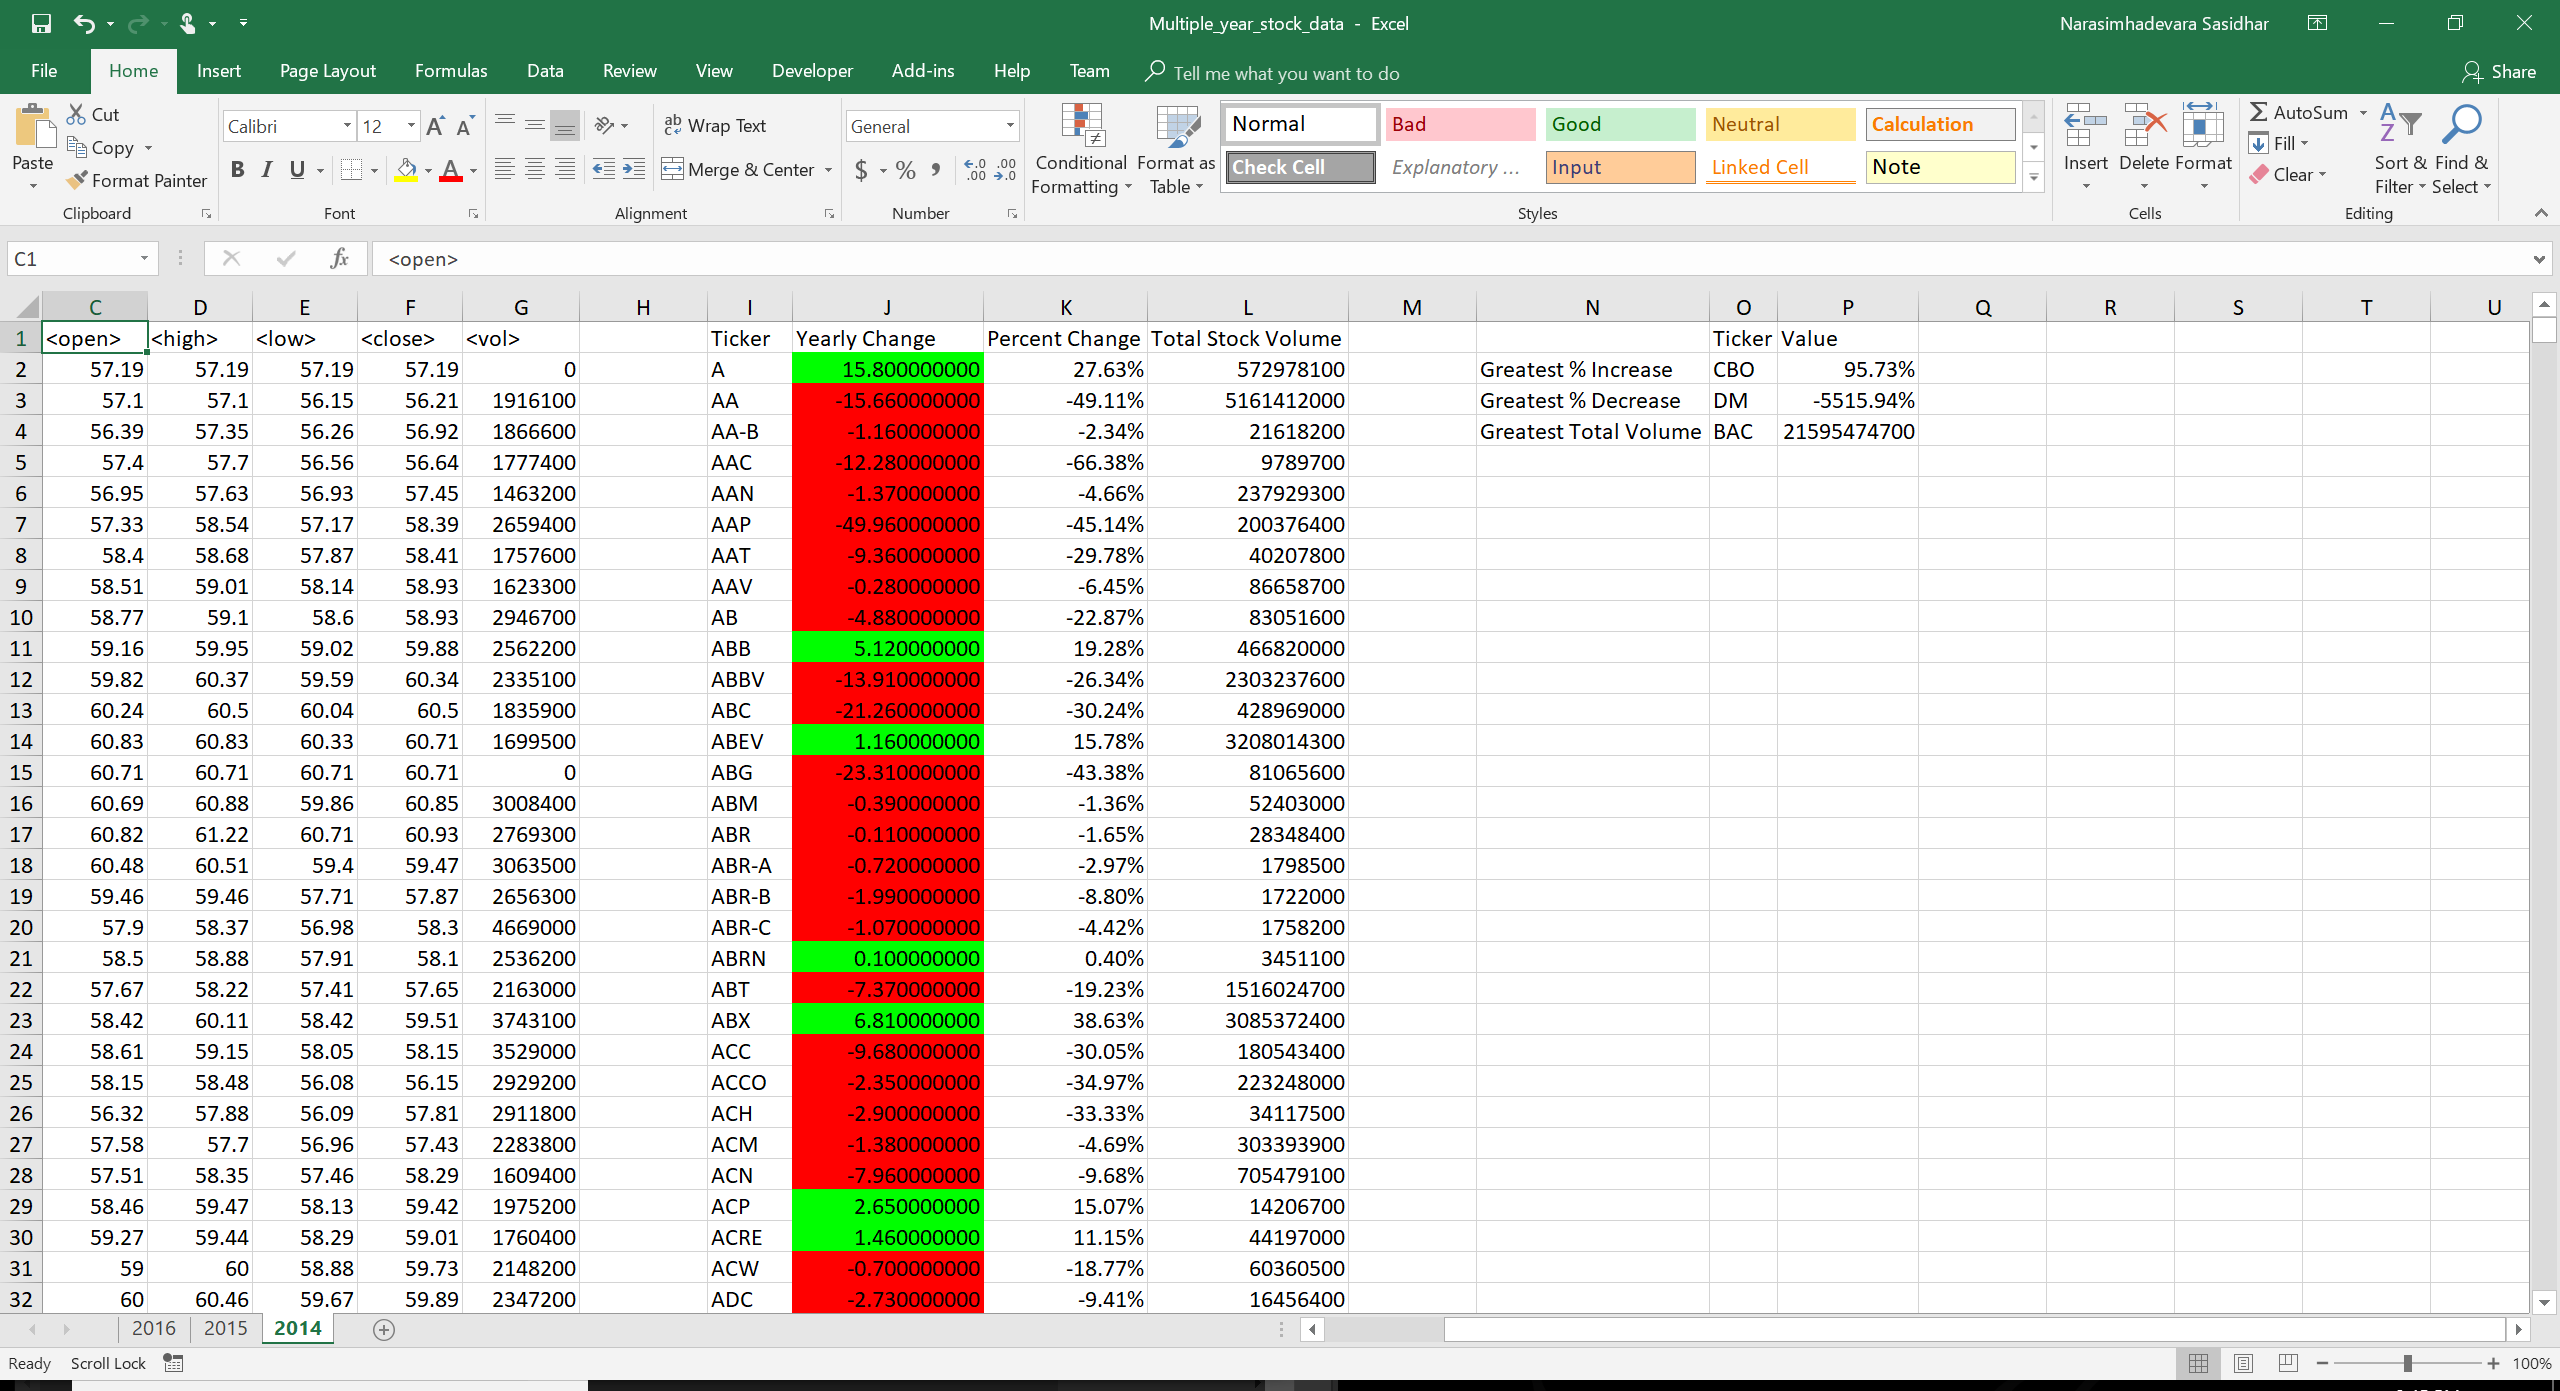 Multiple_year_stock_data - Excel
Narasimhadevara Sasidhar
File Home Insert Page Layout Formulas Data Review View Developer Add-ins Help Team Tell me what you want to do Share
Paste
Cut
Copy
Format Painter
Clipboard
Calibri 12
B I U
Font
Wrap Text
Merge & Center
Alignment
General
$ % ,
Number
Conditional Formatting
Format as Table
Normal Bad Good Neutral Calculation
Check Cell Explanatory ... Input Linked Cell Note
Styles
Insert Delete Format
Cells
AutoSum
Fill
Clear
Sort & Filter
Find & Select
Editing
C1 fx <open>
C D E F G H I J K L M N O P Q R S T U
1 <open> <high> <low> <close> <vol> Ticker Yearly Change Percent Change Total Stock Volume Ticker Value
2 57.19 57.19 57.19 57.19 0 A 15.800000000 27.63% 572978100 Greatest % Increase CBO 95.73%
3 57.1 57.1 56.15 56.21 1916100 AA -15.660000000 -49.11% 5161412000 Greatest % Decrease DM -5515.94%
4 56.39 57.35 56.26 56.92 1866600 AA-B -1.160000000 -2.34% 21618200 Greatest Total Volume BAC 21595474700
5 57.4 57.7 56.56 56.64 1777400 AAC -12.280000000 -66.38% 9789700
6 56.95 57.63 56.93 57.45 1463200 AAN -1.370000000 -4.66% 237929300
7 57.33 58.54 57.17 58.39 2659400 AAP -49.960000000 -45.14% 200376400
8 58.4 58.68 57.87 58.41 1757600 AAT -9.360000000 -29.78% 40207800
9 58.51 59.01 58.14 58.93 1623300 AAV -0.280000000 -6.45% 86658700
10 58.77 59.1 58.6 58.93 2946700 AB -4.880000000 -22.87% 83051600
11 59.16 59.95 59.02 59.88 2562200 ABB 5.120000000 19.28% 466820000
12 59.82 60.37 59.59 60.34 2335100 ABBV -13.910000000 -26.34% 2303237600
13 60.24 60.5 60.04 60.5 1835900 ABC -21.260000000 -30.24% 428969000
14 60.83 60.83 60.33 60.71 1699500 ABEV 1.160000000 15.78% 3208014300
15 60.71 60.71 60.71 60.71 0 ABG -23.310000000 -43.38% 81065600
16 60.69 60.88 59.86 60.85 3008400 ABM -0.390000000 -1.36% 52403000
17 60.82 61.22 60.71 60.93 2769300 ABR -0.110000000 -1.65% 28348400
18 60.48 60.51 59.4 59.47 3063500 ABR-A -0.720000000 -2.97% 1798500
19 59.46 59.46 57.71 57.87 2656300 ABR-B -1.990000000 -8.80% 1722000
20 57.9 58.37 56.98 58.3 4669000 ABR-C -1.070000000 -4.42% 1758200
21 58.5 58.88 57.91 58.1 2536200 ABRN 0.100000000 0.40% 3451100
22 57.67 58.22 57.41 57.65 2163000 ABT -7.370000000 -19.23% 1516024700
23 58.42 60.11 58.42 59.51 3743100 ABX 6.810000000 38.63% 3085372400
24 58.61 59.15 58.05 58.15 3529000 ACC -9.680000000 -30.05% 180543400
25 58.15 58.48 56.08 56.15 2929200 ACCO -2.350000000 -34.97% 223248000
26 56.32 57.88 56.09 57.81 2911800 ACH -2.900000000 -33.33% 34117500
27 57.58 57.7 56.96 57.43 2283800 ACM -1.380000000 -4.69% 303393900
28 57.51 58.35 57.46 58.29 1609400 ACN -7.960000000 -9.68% 705479100
29 58.46 59.47 58.13 59.42 1975200 ACP 2.650000000 15.07% 14206700
30 59.27 59.44 58.29 59.01 1760400 ACRE 1.460000000 11.15% 44197000
31 59 60 58.88 59.73 2148200 ACW -0.700000000 -18.77% 60360500
32 60 60.46 59.67 59.89 2347200 ADC -2.730000000 -9.41% 16456400
2016 2015 2014
Ready Scroll Lock 100%